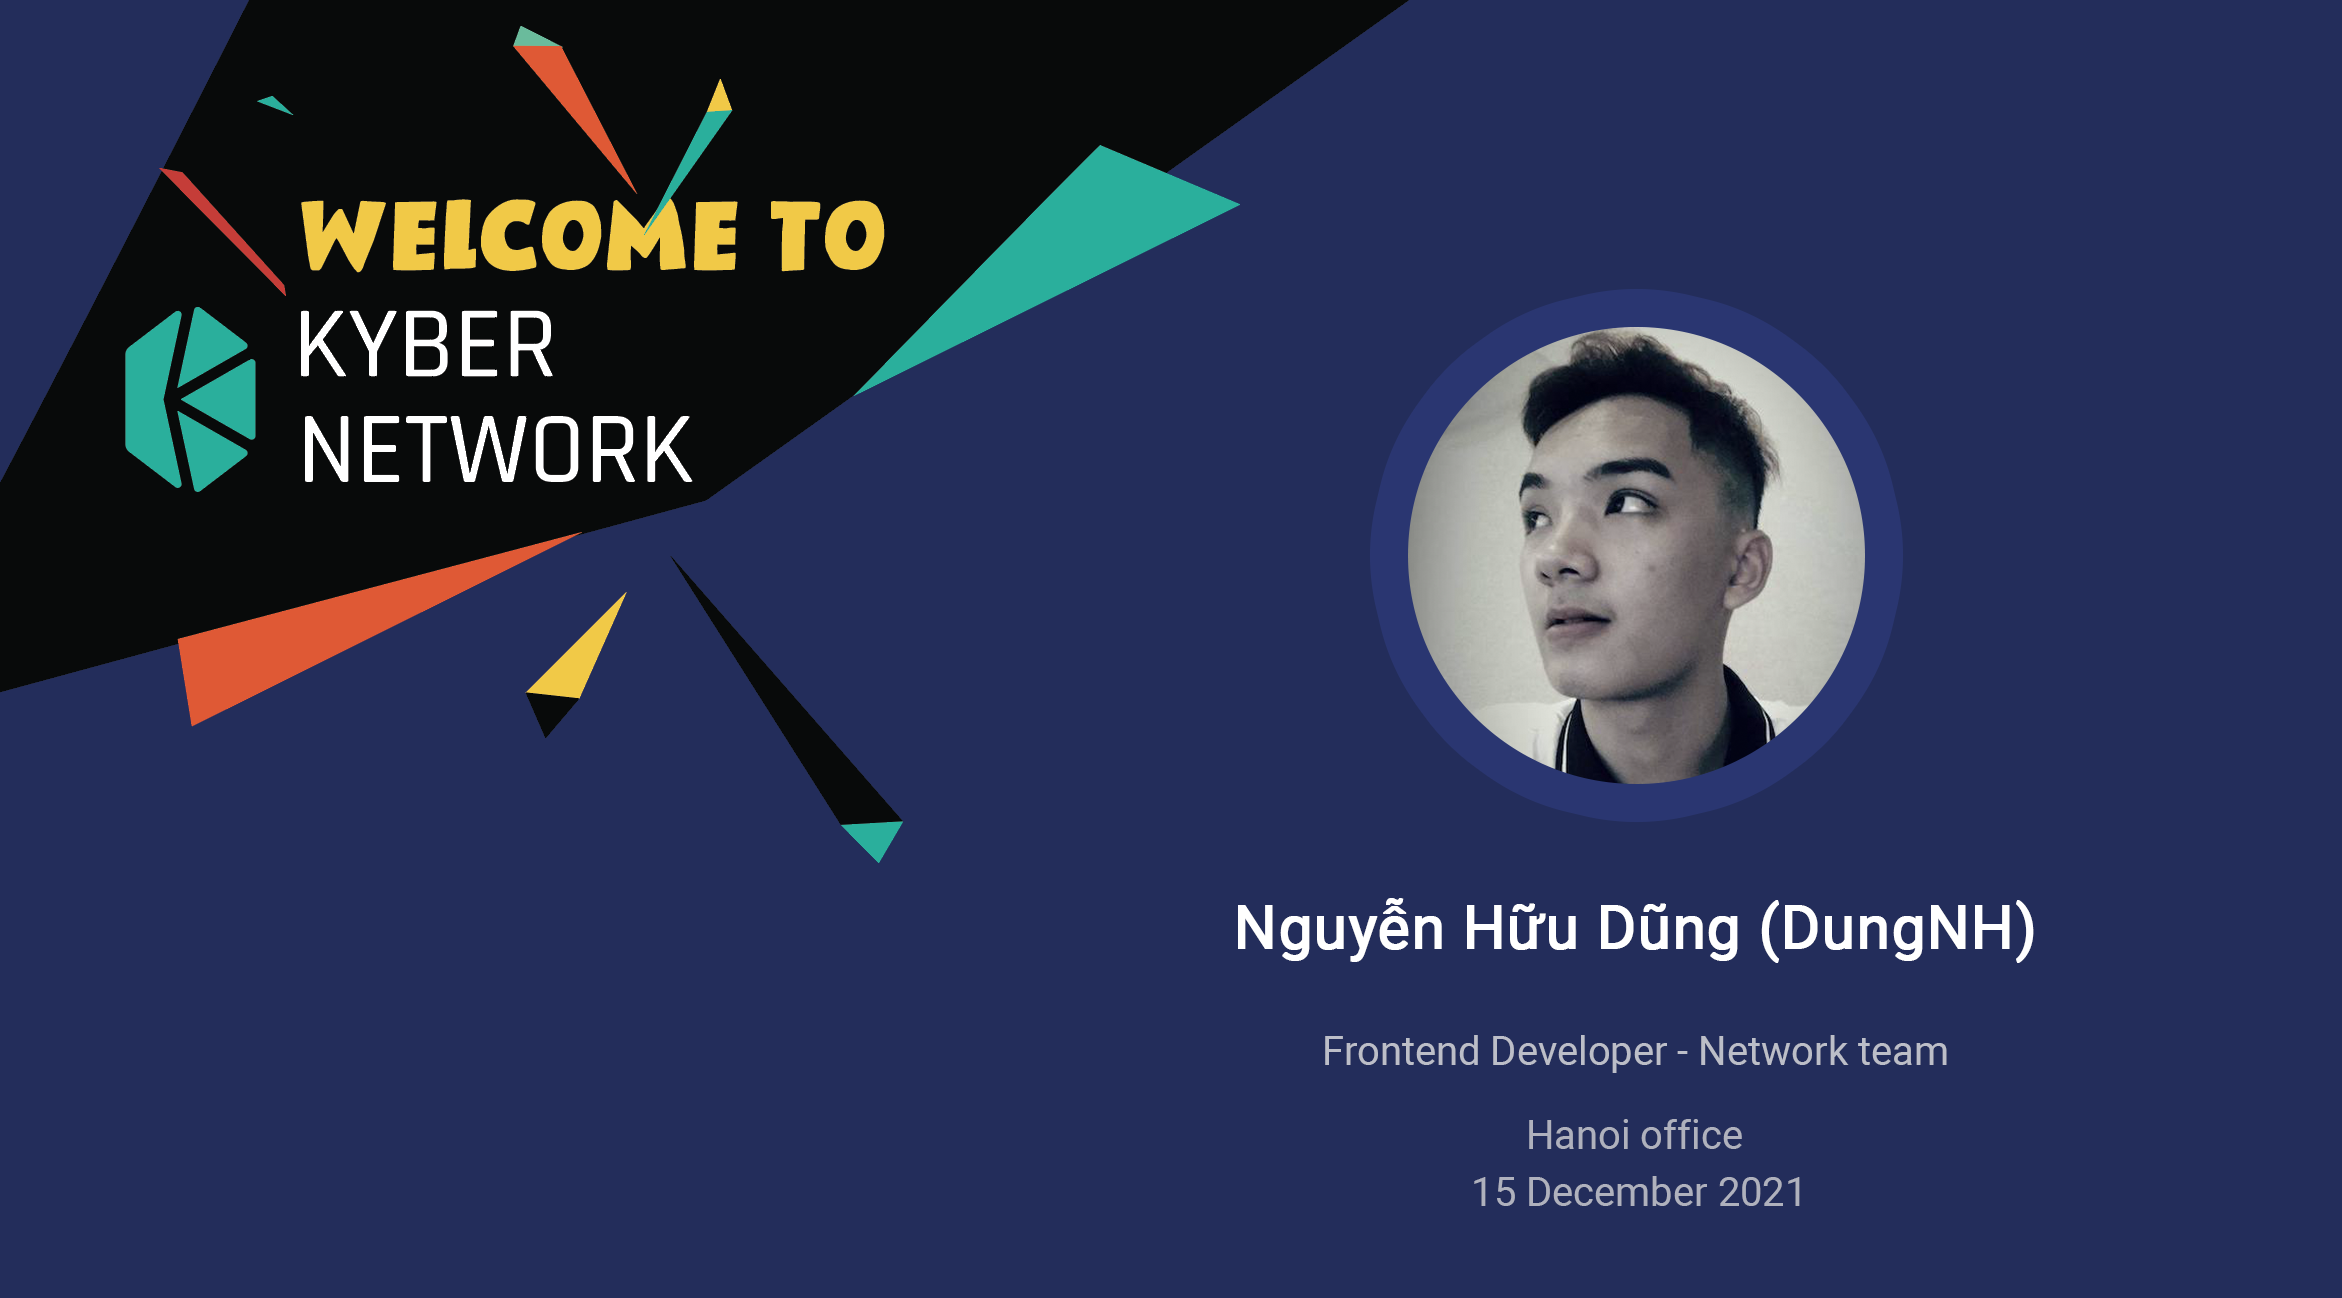 WELCOME TO
KYBER
NETWORK
Nguyễn Hữu Dũng (DungNH)
Frontend Developer - Network team
Hanoi office
15 December 2021